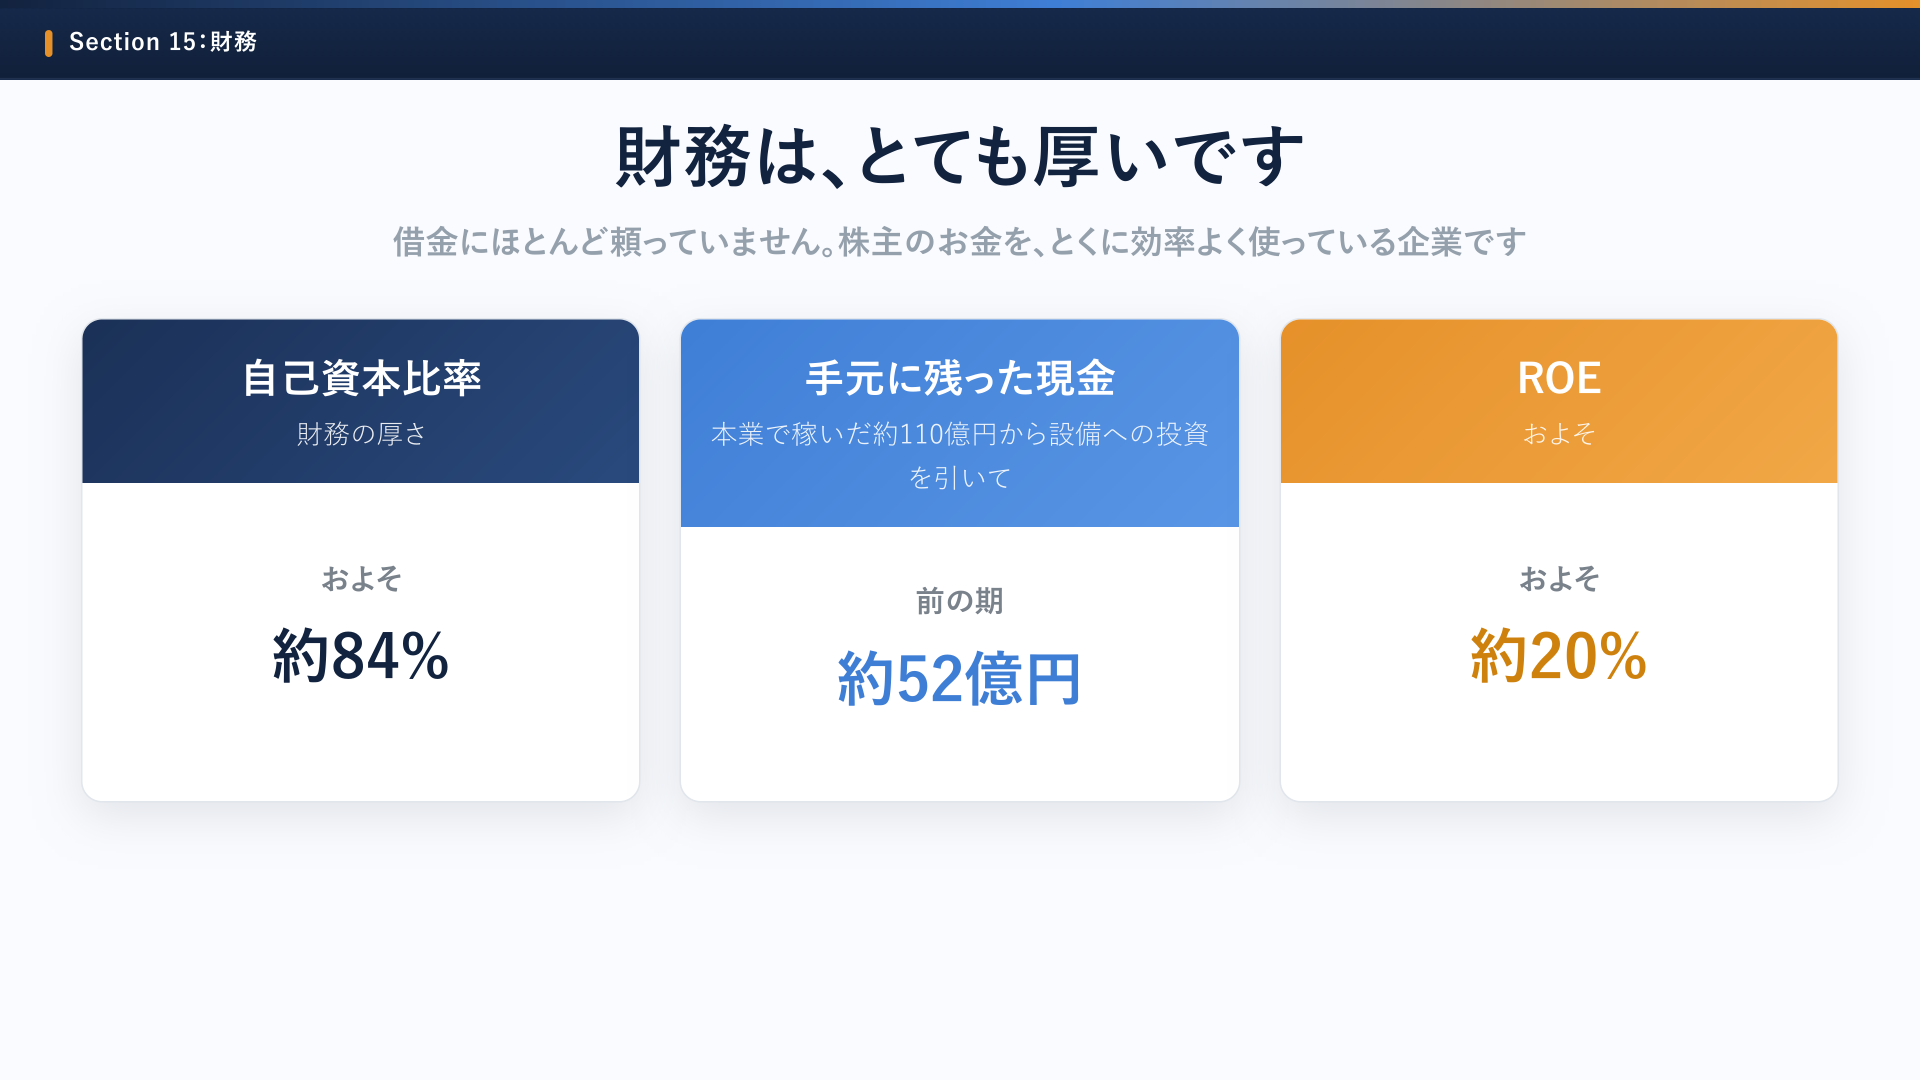 Section 15：財務
財務は、とても厚いです
借金にほとんど頼っていません。株主のお金を、とくに効率よく使っている企業です
自己資本比率
財務の厚さ
およそ
約84%
手元に残った現金
本業で稼いだ約110億円から設備への投資
を引いて
前の期
約52億円
ROE
およそ
およそ
約20%